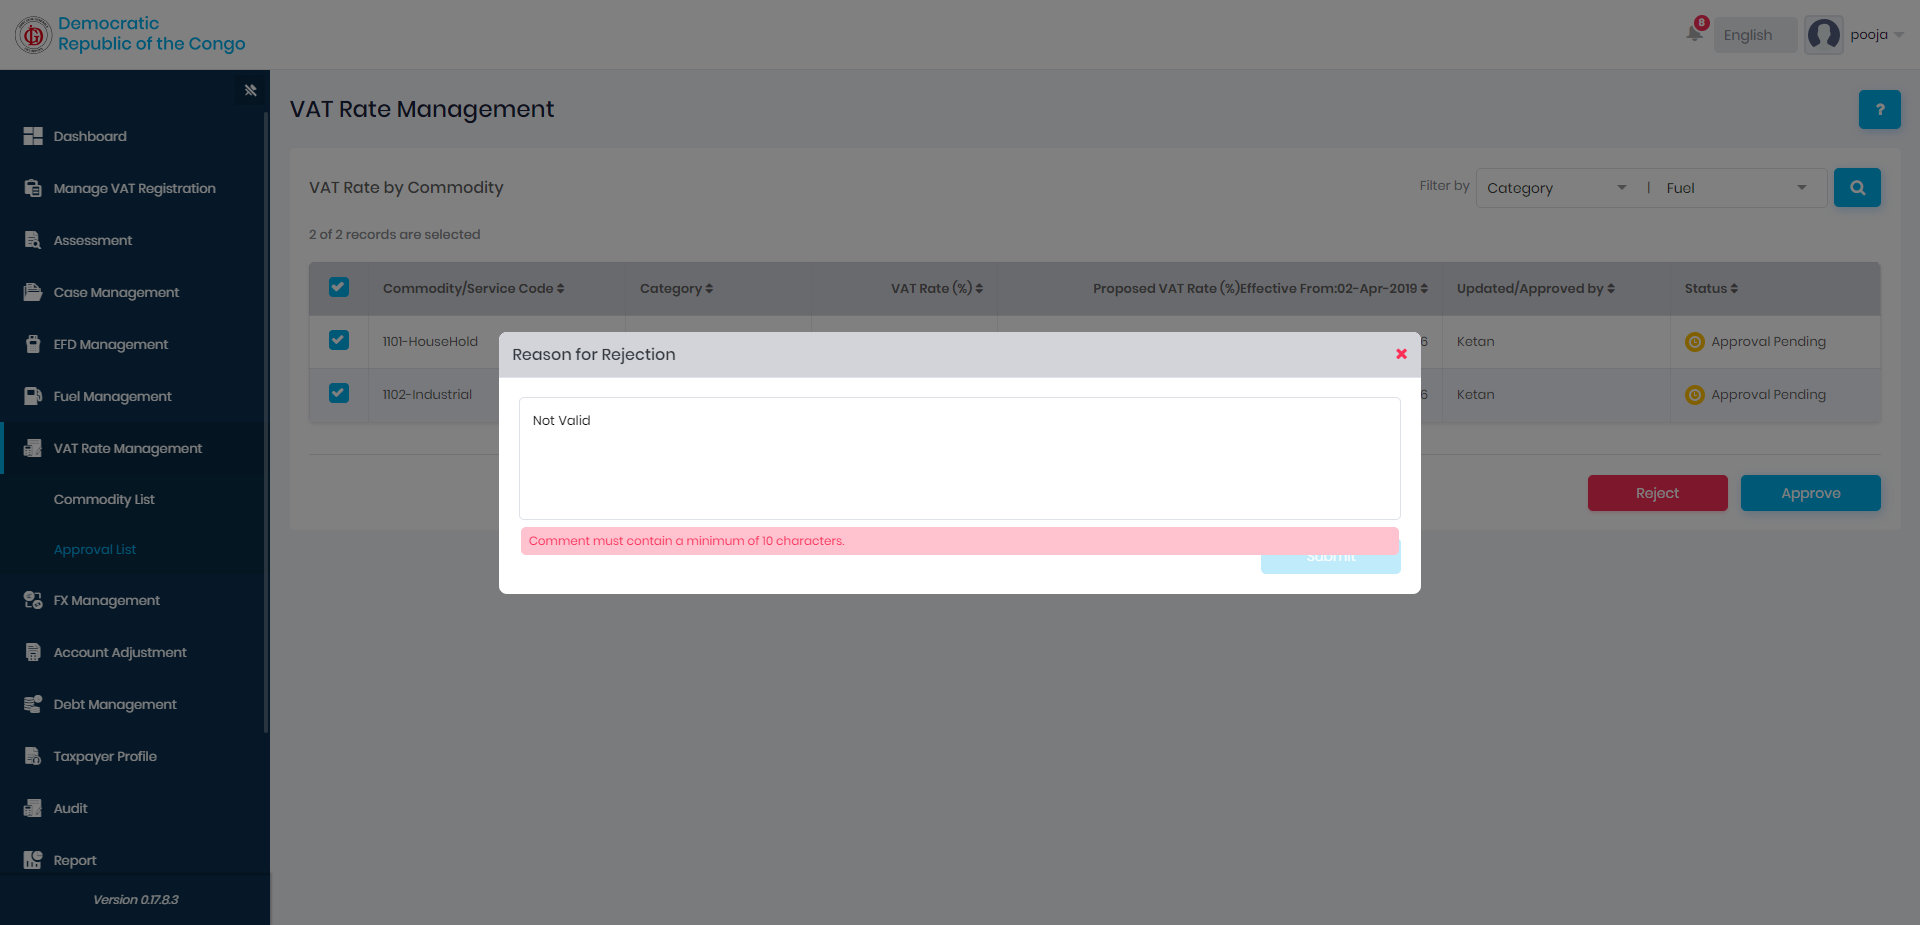 Democratic
Republic of the Congo
8
English
pooja
VAT Rate Management
?
Dashboard
Manage VAT Registration
Assessment
Case Management
EFD Management
Fuel Management
VAT Rate Management
Commodity List
Approval List
FX Management
Account Adjustment
Debt Management
Taxpayer Profile
Audit
Report
Version 0.17.8.3
VAT Rate by Commodity
Filter by
Category
|
Fuel
2 of 2 records are selected
Commodity/Service Code
Category
VAT Rate (%)
Proposed VAT Rate (%)Effective From:02-Apr-2019
Updated/Approved by
Status
1101-HouseHold
6
Ketan
Approval Pending
1102-Industrial
6
Ketan
Approval Pending
Reject
Approve
Reason for Rejection
Not Valid
Comment must contain a minimum of 10 characters.
Submit